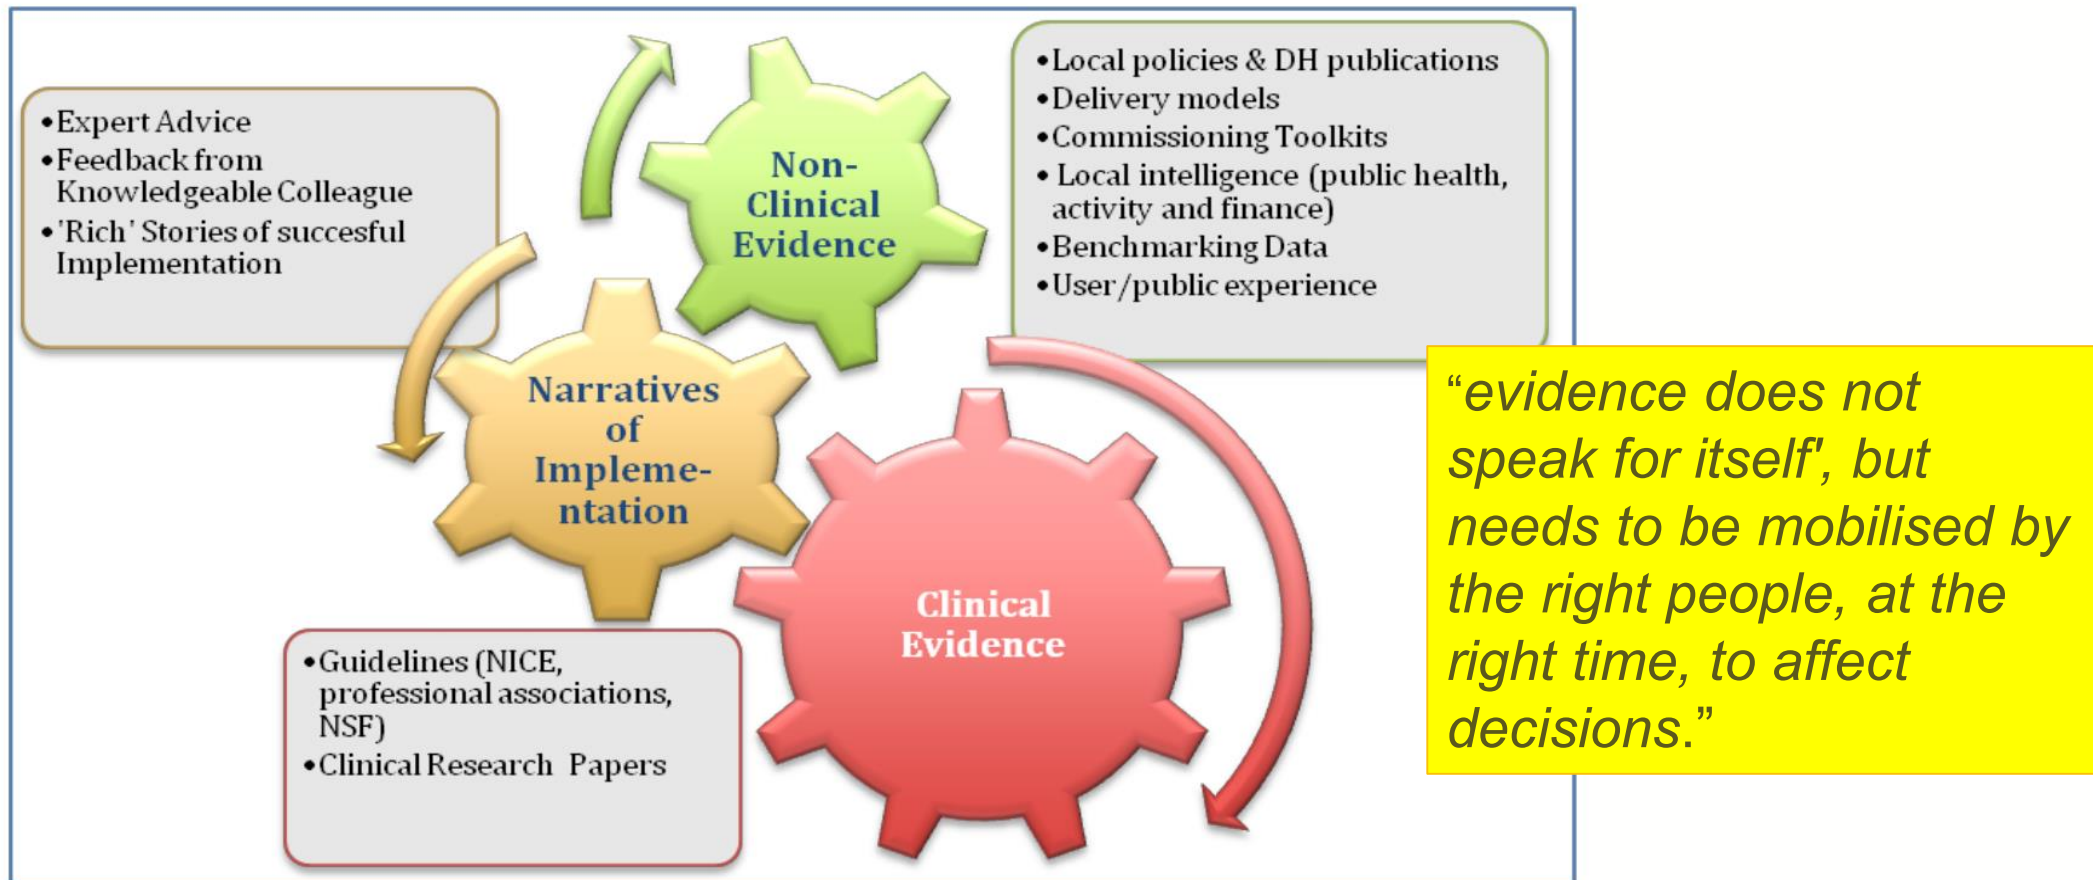 •Expert Advice
•Feedback from
Knowledgeable Colleague
•'Rich' Stories of succesful
Implementation
Non-
Clinical
Evidence
•Local policies & DH publications
•Delivery models
•Commissioning Toolkits
• Local intelligence (public health,
activity and finance)
•Benchmarking Data
•User/public experience
Narratives
of
Impleme-
ntation
Clinical
Evidence
•Guidelines (NICE,
professional associations,
NSF)
•Clinical Research Papers
“evidence does not
speak for itself', but
needs to be mobilised by
the right people, at the
right time, to affect
decisions.”